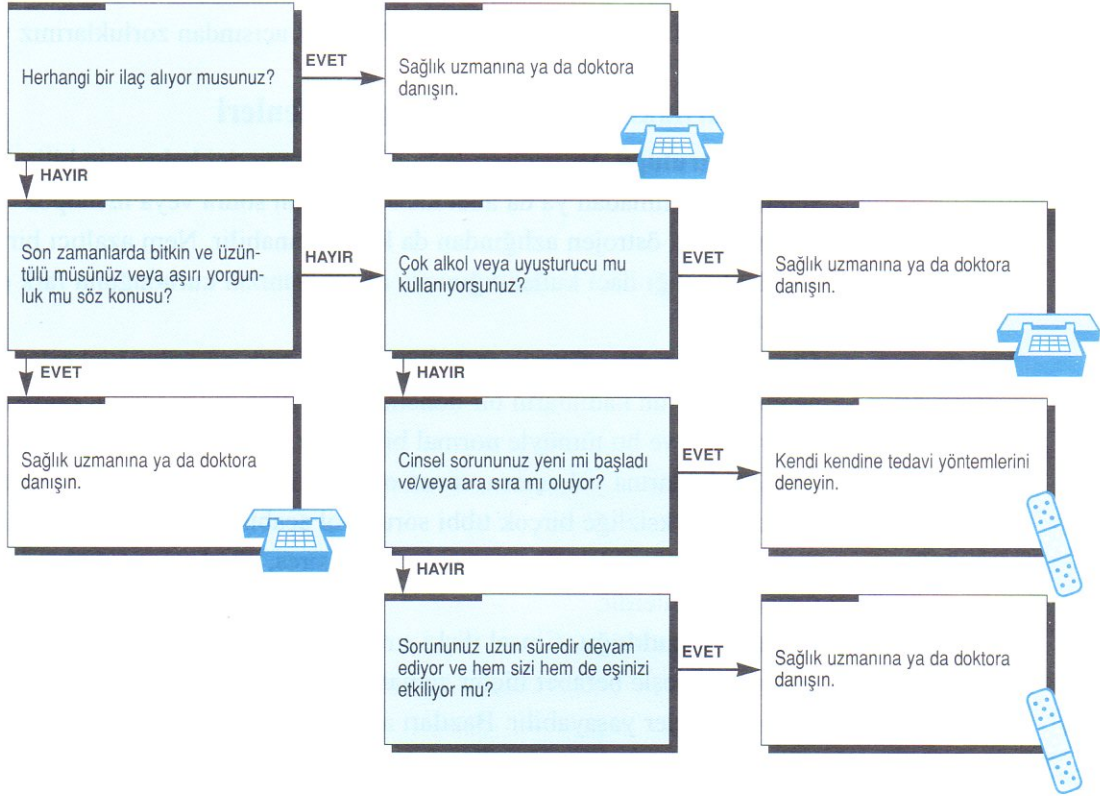 Herhangi bir ilaç alıyor musunuz?
EVET
Sağlık uzmanına ya da doktora
danışın.
HAYIR
Son zamanlarda bitkin ve üzün-
tülü müsünüz veya aşırı yorgun-
luk mu söz konusu?
HAYIR
Çok alkol veya uyuşturucu mu
kullanıyorsunuz?
EVET
Sağlık uzmanına ya da doktora
danışın.
EVET
Sağlık uzmanına ya da doktora
danışın.
HAYIR
Cinsel sorununuz yeni mi başladı
ve/veya ara sıra mı oluyor?
EVET
Kendi kendine tedavi yöntemlerini
deneyin.
HAYIR
Sorununuz uzun süredir devam
ediyor ve hem sizi hem de eşinizi
etkiliyor mu?
EVET
Sağlık uzmanına ya da doktora
danışın.